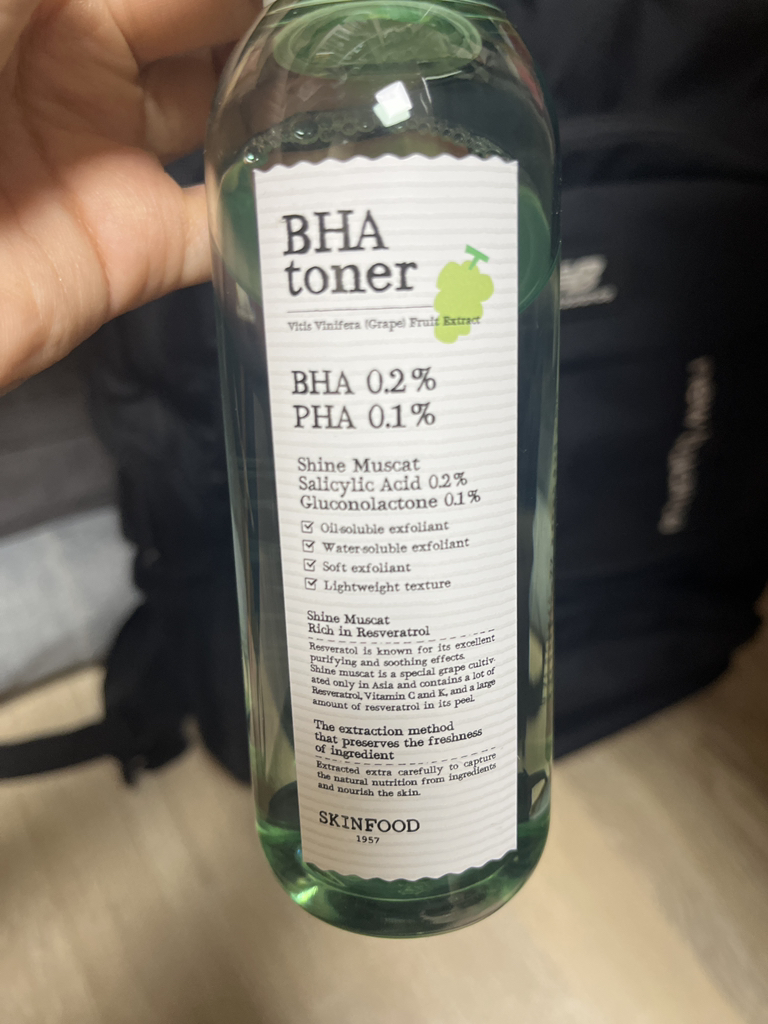 BHA
toner
Vitis Vinifera (Grape) Fruit Extract
BHA 0.2%
PHA 0.1%
Shine Muscat
Salicylic Acid 0.2%
Gluconolactone 0.1%
Oil-soluble exfoliant
Water-soluble exfoliant
Soft exfoliant
Lightweight texture
Shine Muscat
Rich in Resveratrol
Resveratol is known for its excellent
purifying and soothing effects.
Shine muscat is a special grape cultiv-
ated only in Asia and contains a lot of
Resveratrol, Vitamin C and K, and a large
amount of resveratrol in its peel.
The extraction method
that preserves the freshness
of ingredient
Extracted extra carefully to capture
the natural nutrition from ingredients
and nourish the skin.
SKINFOOD
1957